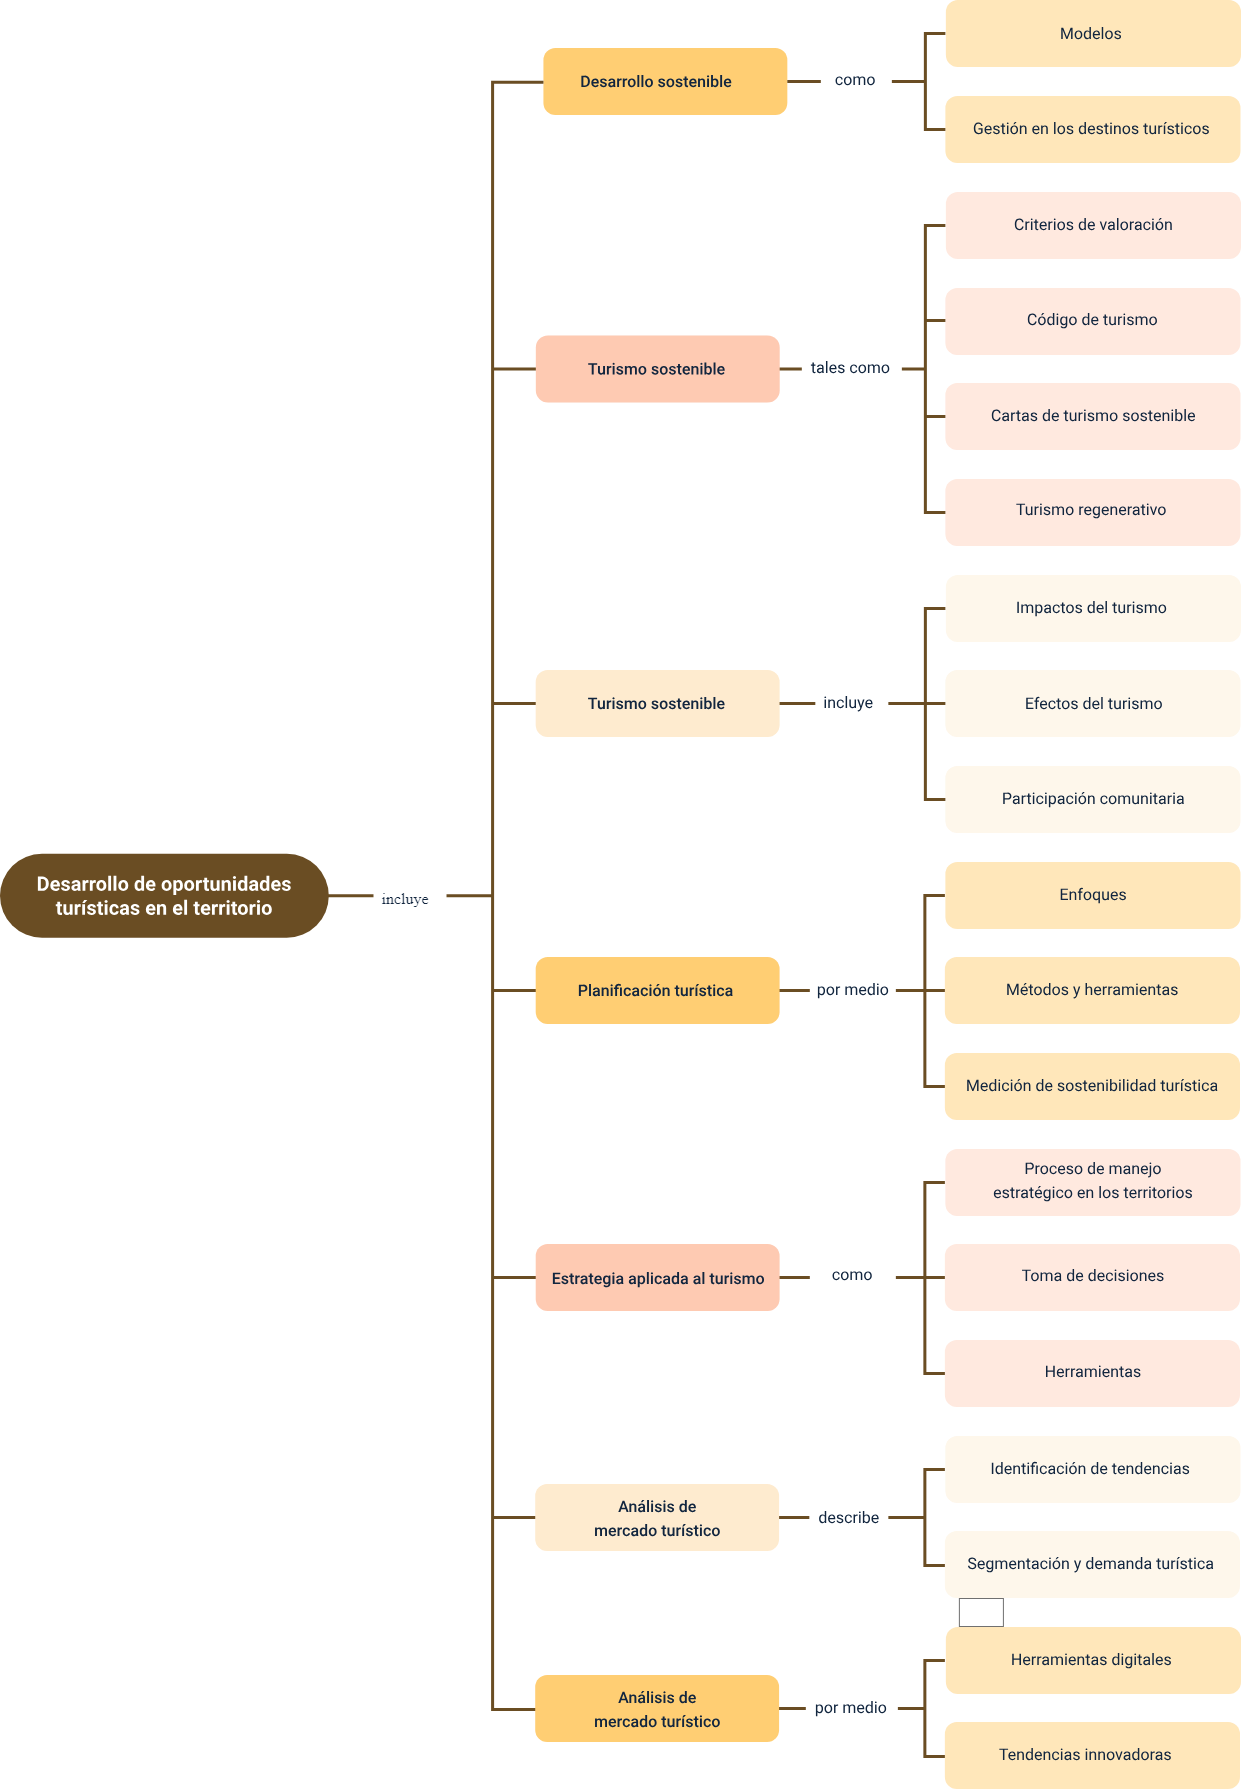 Desarrollo de oportunidades
turísticas en el territorio
incluye
Desarrollo sostenible
como
Modelos
Gestión en los destinos turísticos
Turismo sostenible
tales como
Criterios de valoración
Código de turismo
Cartas de turismo sostenible
Turismo regenerativo
Turismo sostenible
incluye
Impactos del turismo
Efectos del turismo
Participación comunitaria
Planificación turística
por medio
Enfoques
Métodos y herramientas
Medición de sostenibilidad turística
Estrategia aplicada al turismo
como
Proceso de manejo
estratégico en los territorios
Toma de decisiones
Herramientas
Análisis de
mercado turístico
describe
Identificación de tendencias
Segmentación y demanda turística
Análisis de
mercado turístico
por medio
Herramientas digitales
Tendencias innovadoras